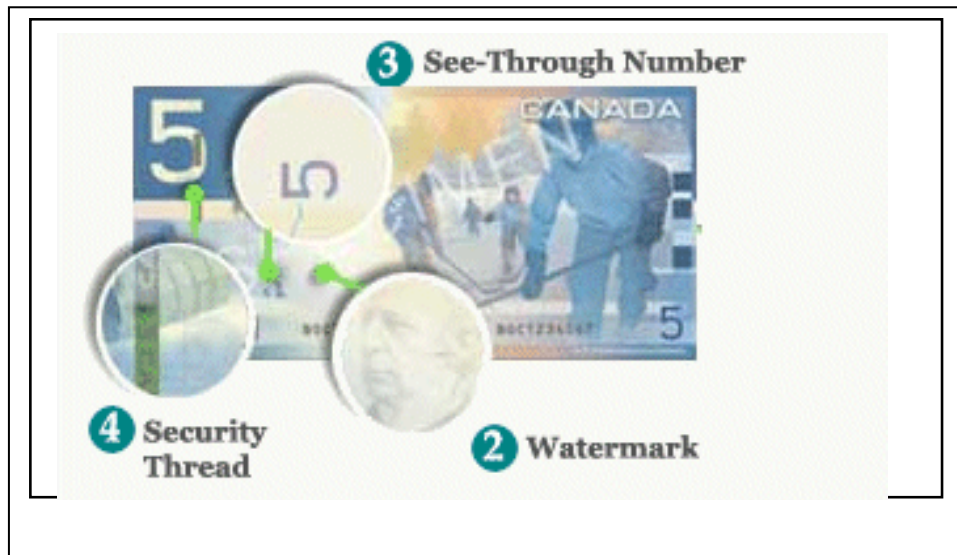 3 See-Through Number
5
5
CANADA
5
4 Security
Thread
2 Watermark